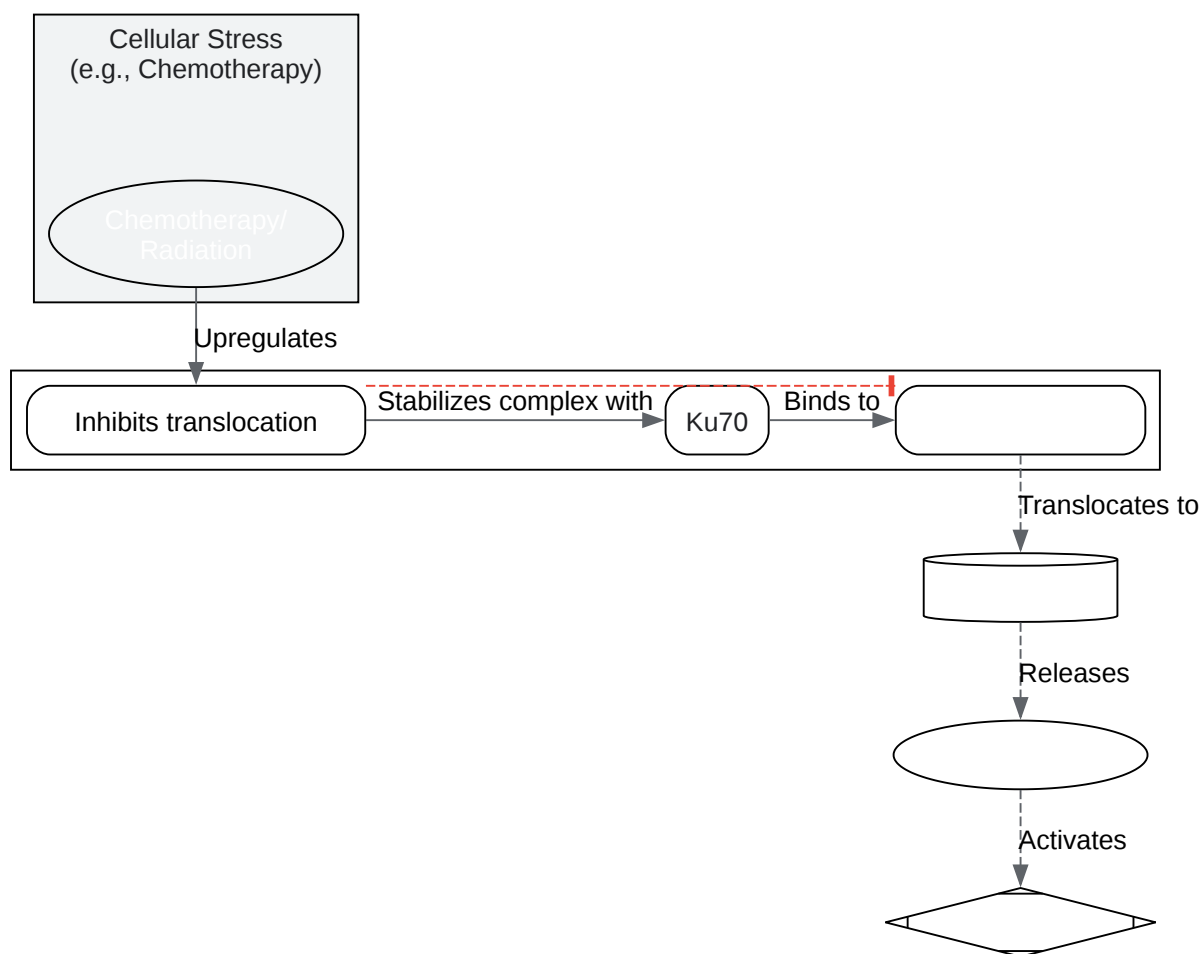 Cellular Stress
(e.g., Chemotherapy)
Chemotherapy/
Radiation
Upregulates
Inhibits translocation
Stabilizes complex with
Ku70
Binds to
Translocates to
Releases
Activates